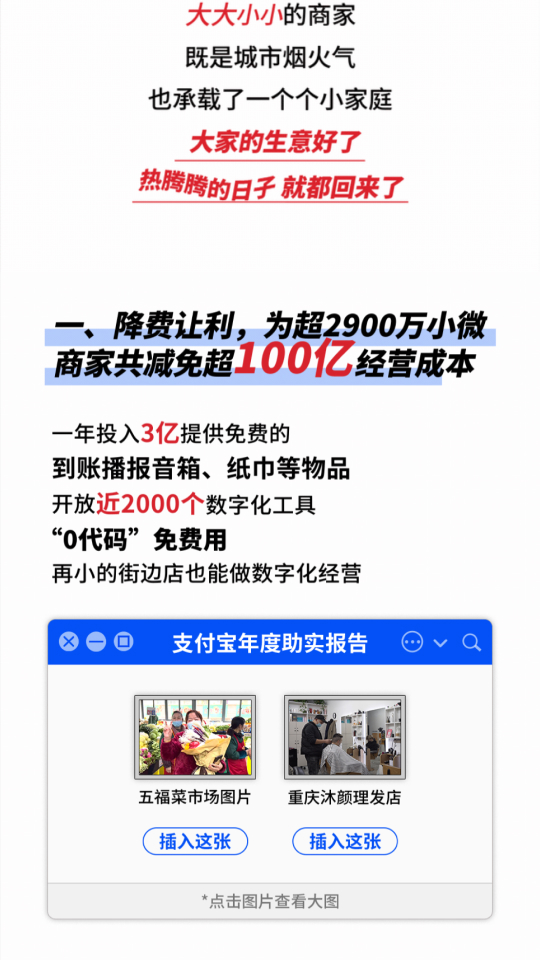 大大小小的商家
既是城市烟火气
也承载了一个个小家庭
大家的生意好了
热腾腾的日子 就都回来了
一、降费让利，为超2900万小微
商家共减免超100亿经营成本
一年投入3亿提供免费的
到账播报音箱、纸巾等物品
开放近2000个数字化工具
“0代码”免费用
再小的街边店也能做数字化经营
支付宝年度助实报告
五福菜市场图片
重庆沐颜理发店
插入这张
插入这张
*点击图片查看大图